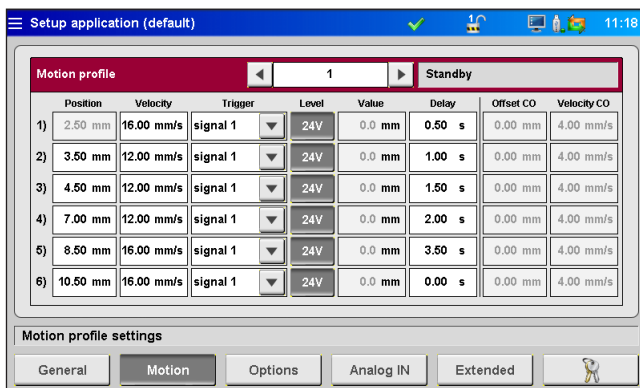 Setup application (default) 11:18
Motion profile 1 Standby
Position Velocity Trigger Level Value Delay Offset CO Velocity CO
1) 2.50 mm 16.00 mm/s signal 1 24V 0.0 mm 0.50 s 0.00 mm 4.00 mm/s
2) 3.50 mm 12.00 mm/s signal 1 24V 0.0 mm 1.00 s 0.00 mm 4.00 mm/s
3) 4.50 mm 12.00 mm/s signal 1 24V 0.0 mm 1.50 s 0.00 mm 4.00 mm/s
4) 7.00 mm 12.00 mm/s signal 1 24V 0.0 mm 2.00 s 0.00 mm 4.00 mm/s
5) 8.50 mm 16.00 mm/s signal 1 24V 0.0 mm 3.50 s 0.00 mm 4.00 mm/s
6) 10.50 mm 16.00 mm/s signal 1 24V 0.0 mm 0.00 s 0.00 mm 4.00 mm/s
Motion profile settings
General Motion Options Analog IN Extended